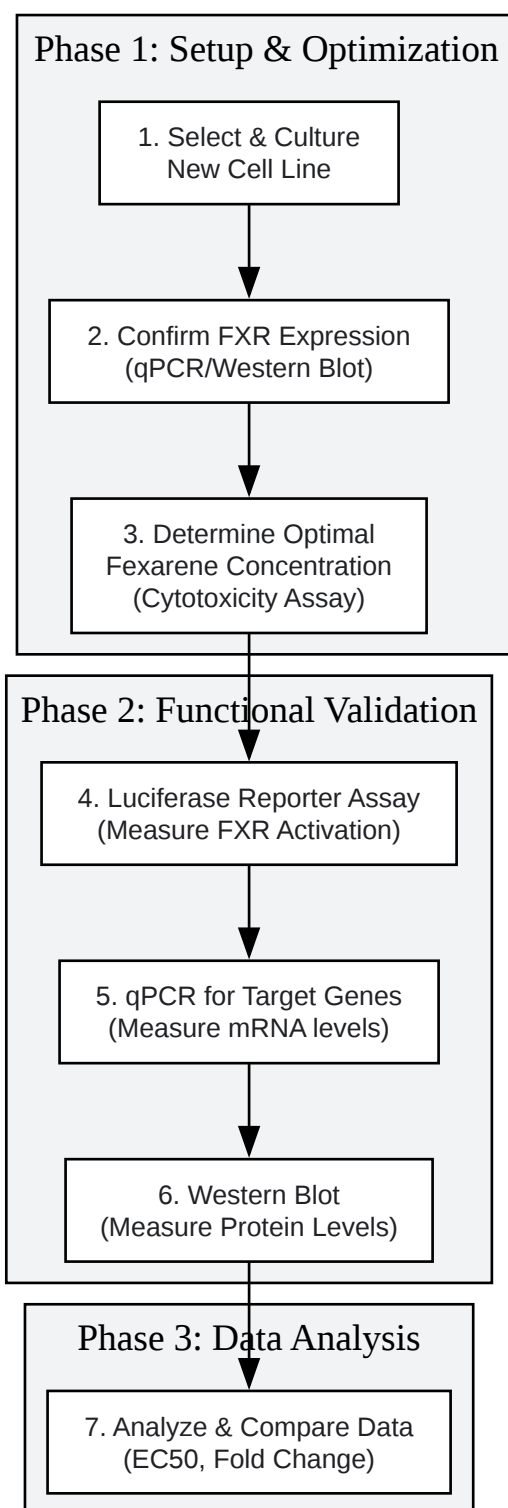 Phase 1: Setup & Optimization
1. Select & Culture
New Cell Line
2. Confirm FXR Expression
(qPCR/Western Blot)
3. Determine Optimal
Fexarene Concentration
(Cytotoxicity Assay)
Phase 2: Functional Validation
4. Luciferase Reporter Assay
(Measure FXR Activation)
5. qPCR for Target Genes
(Measure mRNA levels)
6. Western Blot
(Measure Protein Levels)
Phase 3: Data Analysis
7. Analyze & Compare Data
(EC50, Fold Change)